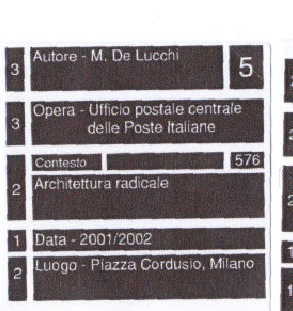 3 Autore - M. De Lucchi 5
3 Opera - Ufficio postale centrale
delle Poste Italiane
Contesto 576
2 Architettura radicale
1 Data - 2001/2002
2 Luogo - Piazza Cordusio, Milano